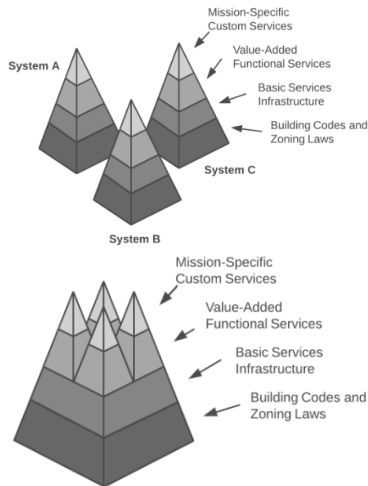 Mission-Specific
Custom Services
System A
Value-Added
Functional Services
Basic Services
Infrastructure
Building Codes and
Zoning Laws
System C
System B
Mission-Specific
Custom Services
Value-Added
Functional Services
Basic Services
Infrastructure
Building Codes and
Zoning Laws